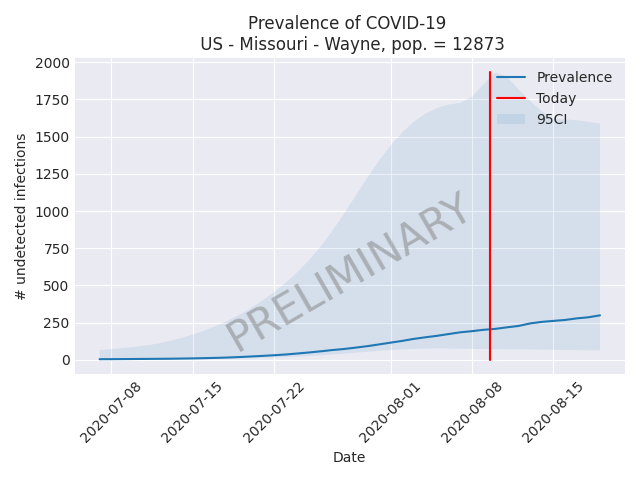 Prevalence of COVID-19
US - Missouri - Wayne, pop. = 12873
# undetected infections
2000
1750
1500
1250
1000
750
500
250
0
Prevalence
Today
95CI
PRELIMINARY
2020-07-08
2020-07-15
2020-07-22
2020-08-01
2020-08-08
2020-08-15
Date